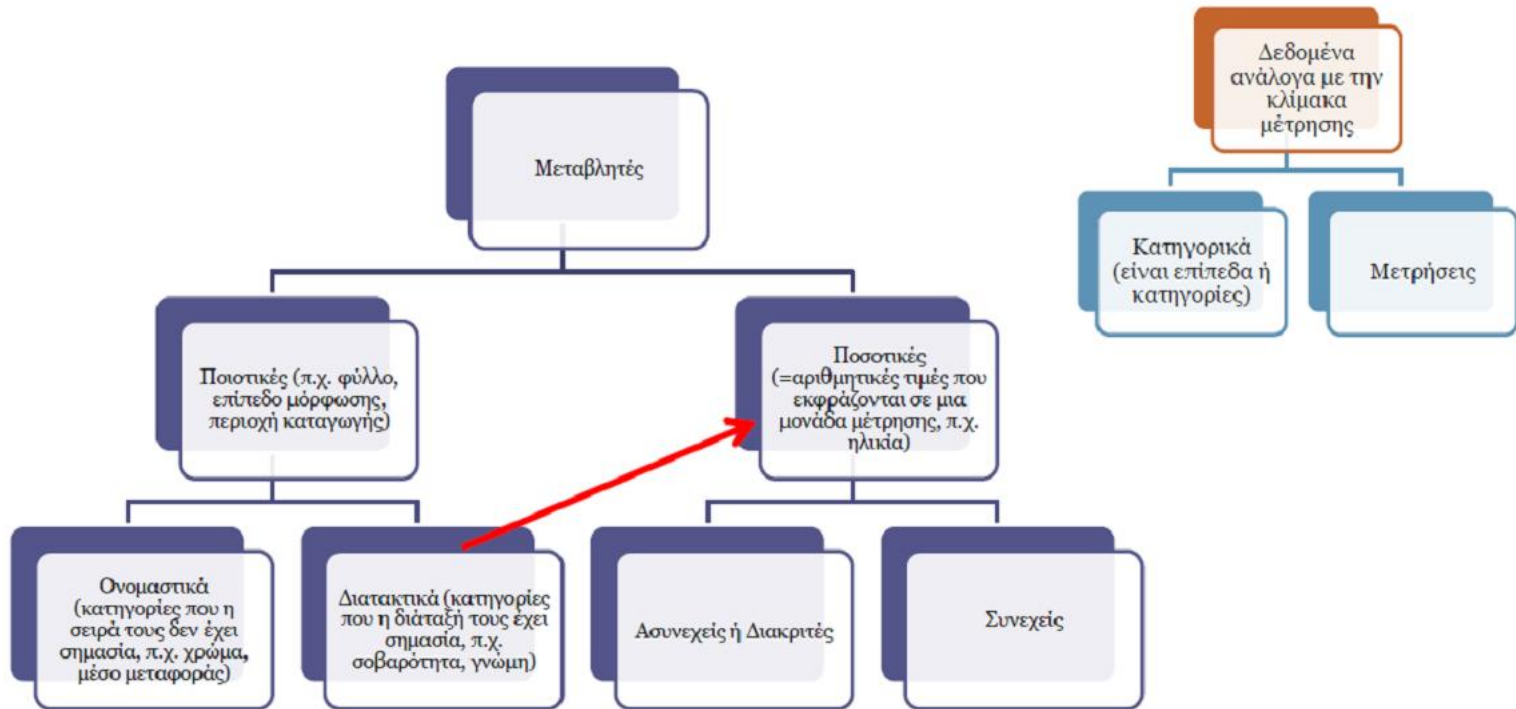 Μεταβλητές
Δεδομένα
ανάλογα με την
κλίμακα
μέτρησης
Κατηγορικά
(είναι επίπεδα ή
κατηγορίες)
Μετρήσεις
Ποιοτικές (π.χ. φύλλο,
επίπεδο μόρφωσης,
περιοχή καταγωγής)
Ποσοτικές
(=αριθμητικές τιμές που
εκφράζονται σε μια
μονάδα μέτρησης, π.χ.
ηλικία)
Ονομαστικά
(κατηγορίες που η
σειρά τους δεν έχει
σημασία, π.χ. χρώμα,
μέσο μεταφοράς)
Διατακτικά (κατηγορίες
που η διάταξή τους έχει
σημασία, π.χ.
σοβαρότητα, γνώμη)
Ασυνεχείς ή Διακριτές
Συνεχείς